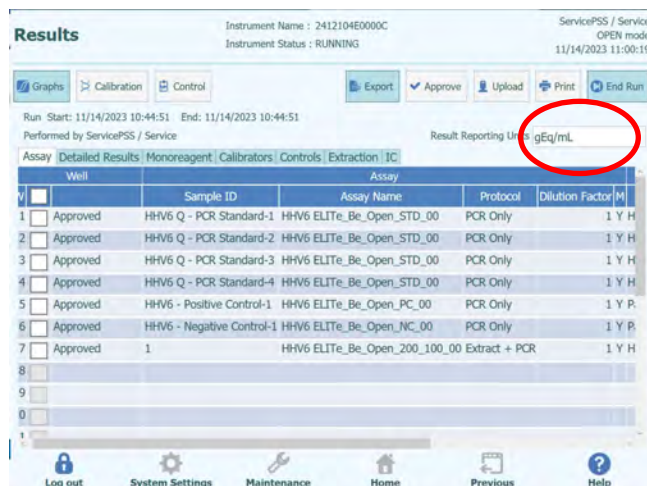 Results
Instrument Name : 2412104E0000C
Instrument Status : RUNNING
ServicePSS / Service
OPEN mode
11/14/2023 11:00:19
Graphs Calibration Control Export Approve Upload Print End Run
Run Start: 11/14/2023 10:44:51 End: 11/14/2023 10:44:51
Performed by ServicePSS / Service
Result Reporting Units gEq/mL
Assay Detailed Results Monoreagent Calibrators Controls Extraction IC
Well Assay
Sample ID Assay Name Protocol Dilution Factor M
1 Approved HHV6 Q - PCR Standard-1 HHV6 ELITe_Be_Open_STD_00 PCR Only 1 Y H
2 Approved HHV6 Q - PCR Standard-2 HHV6 ELITe_Be_Open_STD_00 PCR Only 1 Y H
3 Approved HHV6 Q - PCR Standard-3 HHV6 ELITe_Be_Open_STD_00 PCR Only 1 Y H
4 Approved HHV6 Q - PCR Standard-4 HHV6 ELITe_Be_Open_STD_00 PCR Only 1 Y H
5 Approved HHV6 - Positive Control-1 HHV6 ELITe_Be_Open_PC_00 PCR Only 1 Y P
6 Approved HHV6 - Negative Control-1 HHV6 ELITe_Be_Open_NC_00 PCR Only 1 Y P
7 Approved 1 HHV6 ELITe_Be_Open_200_100_00 Extract + PCR 1 Y H
8
9
0
Log out System Settings Maintenance Home Previous Help